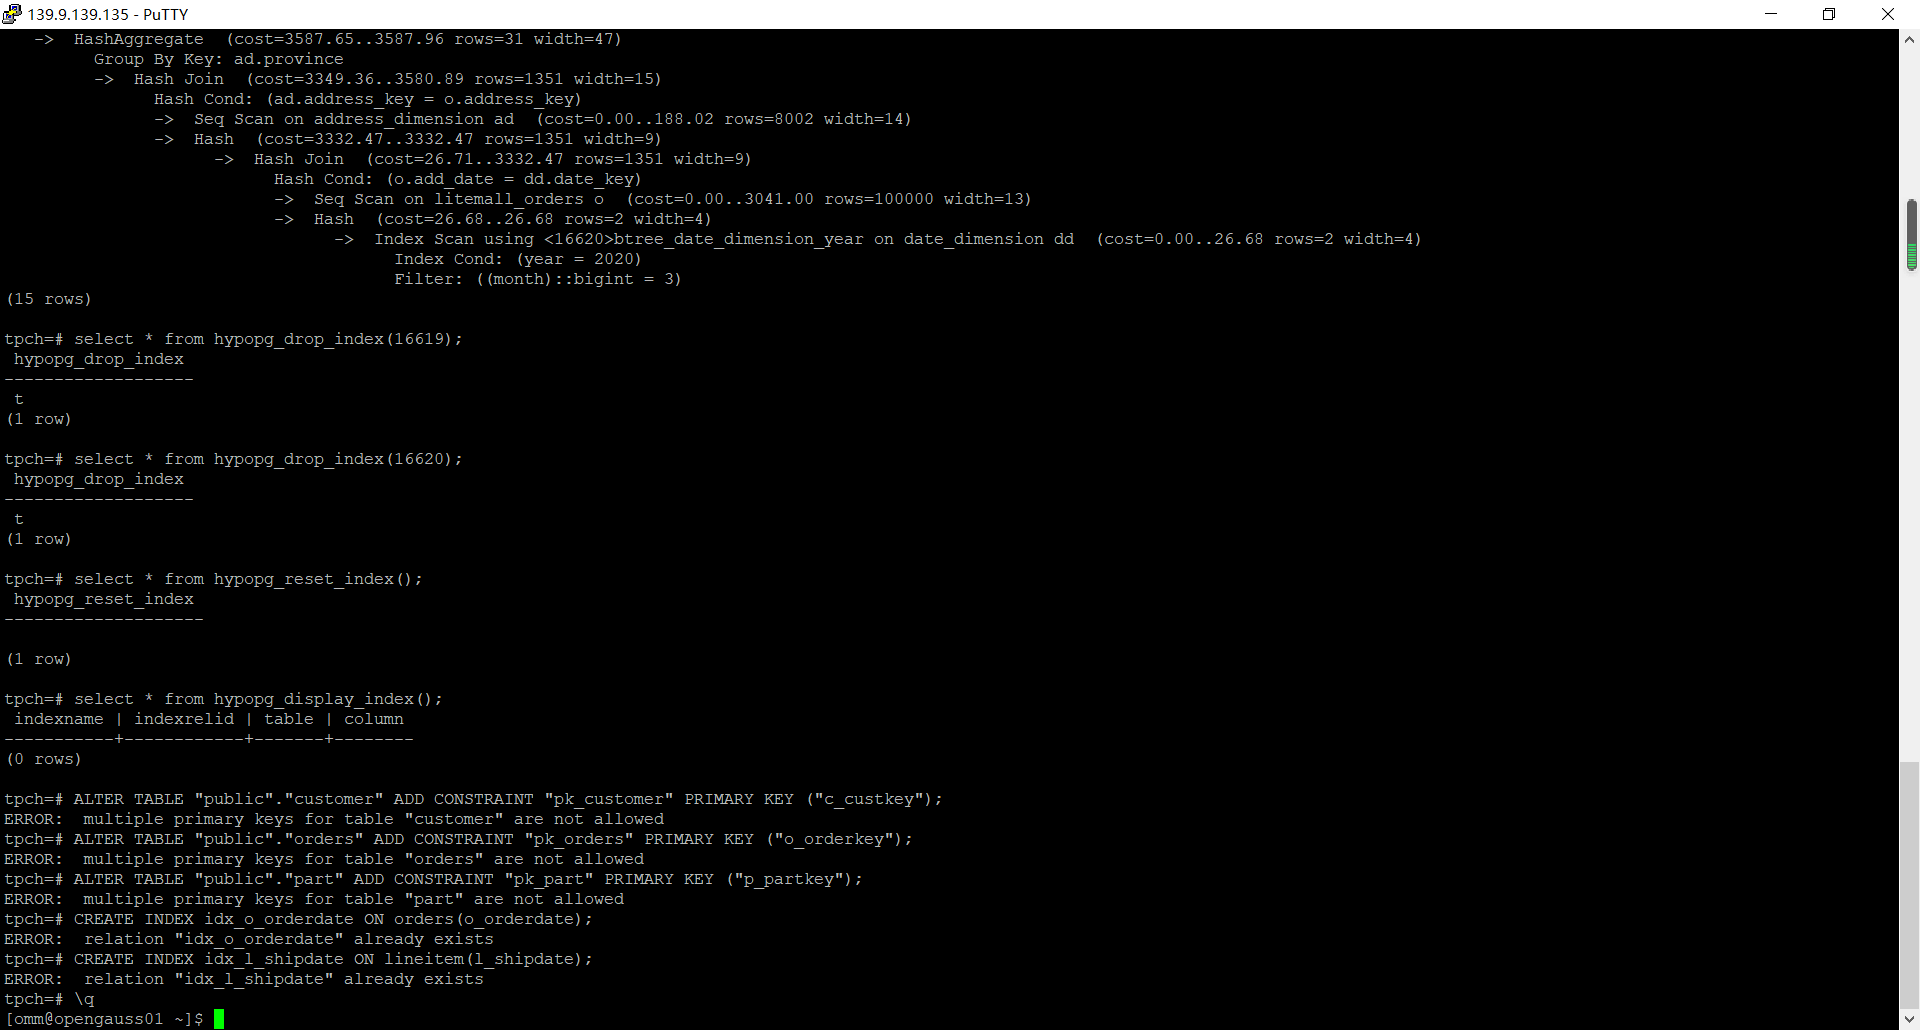 139.9.139.135 - PuTTY
-> HashAggregate (cost=3587.65..3587.96 rows=31 width=47)
Group By Key: ad.province
-> Hash Join (cost=3349.36..3580.89 rows=1351 width=15)
Hash Cond: (ad.address_key = o.address_key)
-> Seq Scan on address_dimension ad (cost=0.00..188.02 rows=8002 width=14)
-> Hash (cost=3332.47..3332.47 rows=1351 width=9)
-> Hash Join (cost=26.71..3332.47 rows=1351 width=9)
Hash Cond: (o.add_date = dd.date_key)
-> Seq Scan on litemall_orders o (cost=0.00..3041.00 rows=100000 width=13)
-> Hash (cost=26.68..26.68 rows=2 width=4)
-> Index Scan using <16620>btree_date_dimension_year on date_dimension dd (cost=0.00..26.68 rows=2 width=4)
Index Cond: (year = 2020)
Filter: ((month)::bigint = 3)
(15 rows)
tpch=# select * from hypopg_drop_index(16619);
hypopg_drop_index
-------------------
t
(1 row)
tpch=# select * from hypopg_drop_index(16620);
hypopg_drop_index
-------------------
t
(1 row)
tpch=# select * from hypopg_reset_index();
hypopg_reset_index
--------------------
(1 row)
tpch=# select * from hypopg_display_index();
indexname | indexrelid | table | column
-----------+------------+-------+--------
(0 rows)
tpch=# ALTER TABLE "public"."customer" ADD CONSTRAINT "pk_customer" PRIMARY KEY ("c_custkey");
ERROR:  multiple primary keys for table "customer" are not allowed
tpch=# ALTER TABLE "public"."orders" ADD CONSTRAINT "pk_orders" PRIMARY KEY ("o_orderkey");
ERROR:  multiple primary keys for table "orders" are not allowed
tpch=# ALTER TABLE "public"."part" ADD CONSTRAINT "pk_part" PRIMARY KEY ("p_partkey");
ERROR:  multiple primary keys for table "part" are not allowed
tpch=# CREATE INDEX idx_o_orderdate ON orders(o_orderdate);
ERROR:  relation "idx_o_orderdate" already exists
tpch=# CREATE INDEX idx_l_shipdate ON lineitem(l_shipdate);
ERROR:  relation "idx_l_shipdate" already exists
tpch=# \q
[omm@opengauss01 ~]$